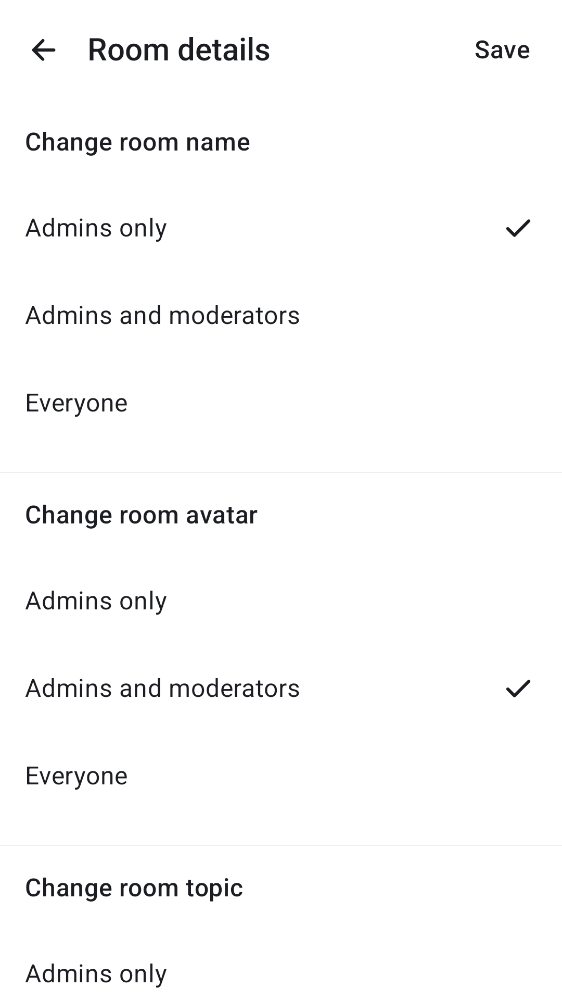 Room details
Save
Change room name
Admins only
Admins and moderators
Everyone
Change room avatar
Admins only
Admins and moderators
Everyone
Change room topic
Admins only